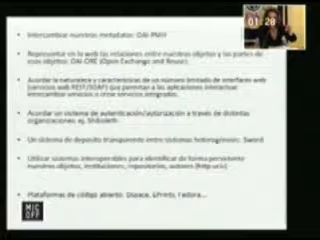 01:28
Intercambiar nuestros metadatos: OAI-PMH
Representar en la web las relaciones entre nuestros objetos y las partes de
esos objetos: OAI-ORE (Open Exchange and Reuse).
Acordar la naturaleza y características de un número limitado de interfaces web
(servicios web REST/SOAP) que permitan a las aplicaciones interactuar
intercambiar servicios o crear servicios integrados.
Acordar un sistema de autenticación/autorización a través de distintas
organizaciones: ej. Shibboleth
Un sistema de deposito transparente entre sistemas heterogéneos: Sword
Utilizar sistemas interoperables para identificar de forma persistente
nuestros objetos, instituciones, repositorios, autores (http uris)
Plataformas de código abierto: Dspace, EPrints, Fedora...
MIC
OFF